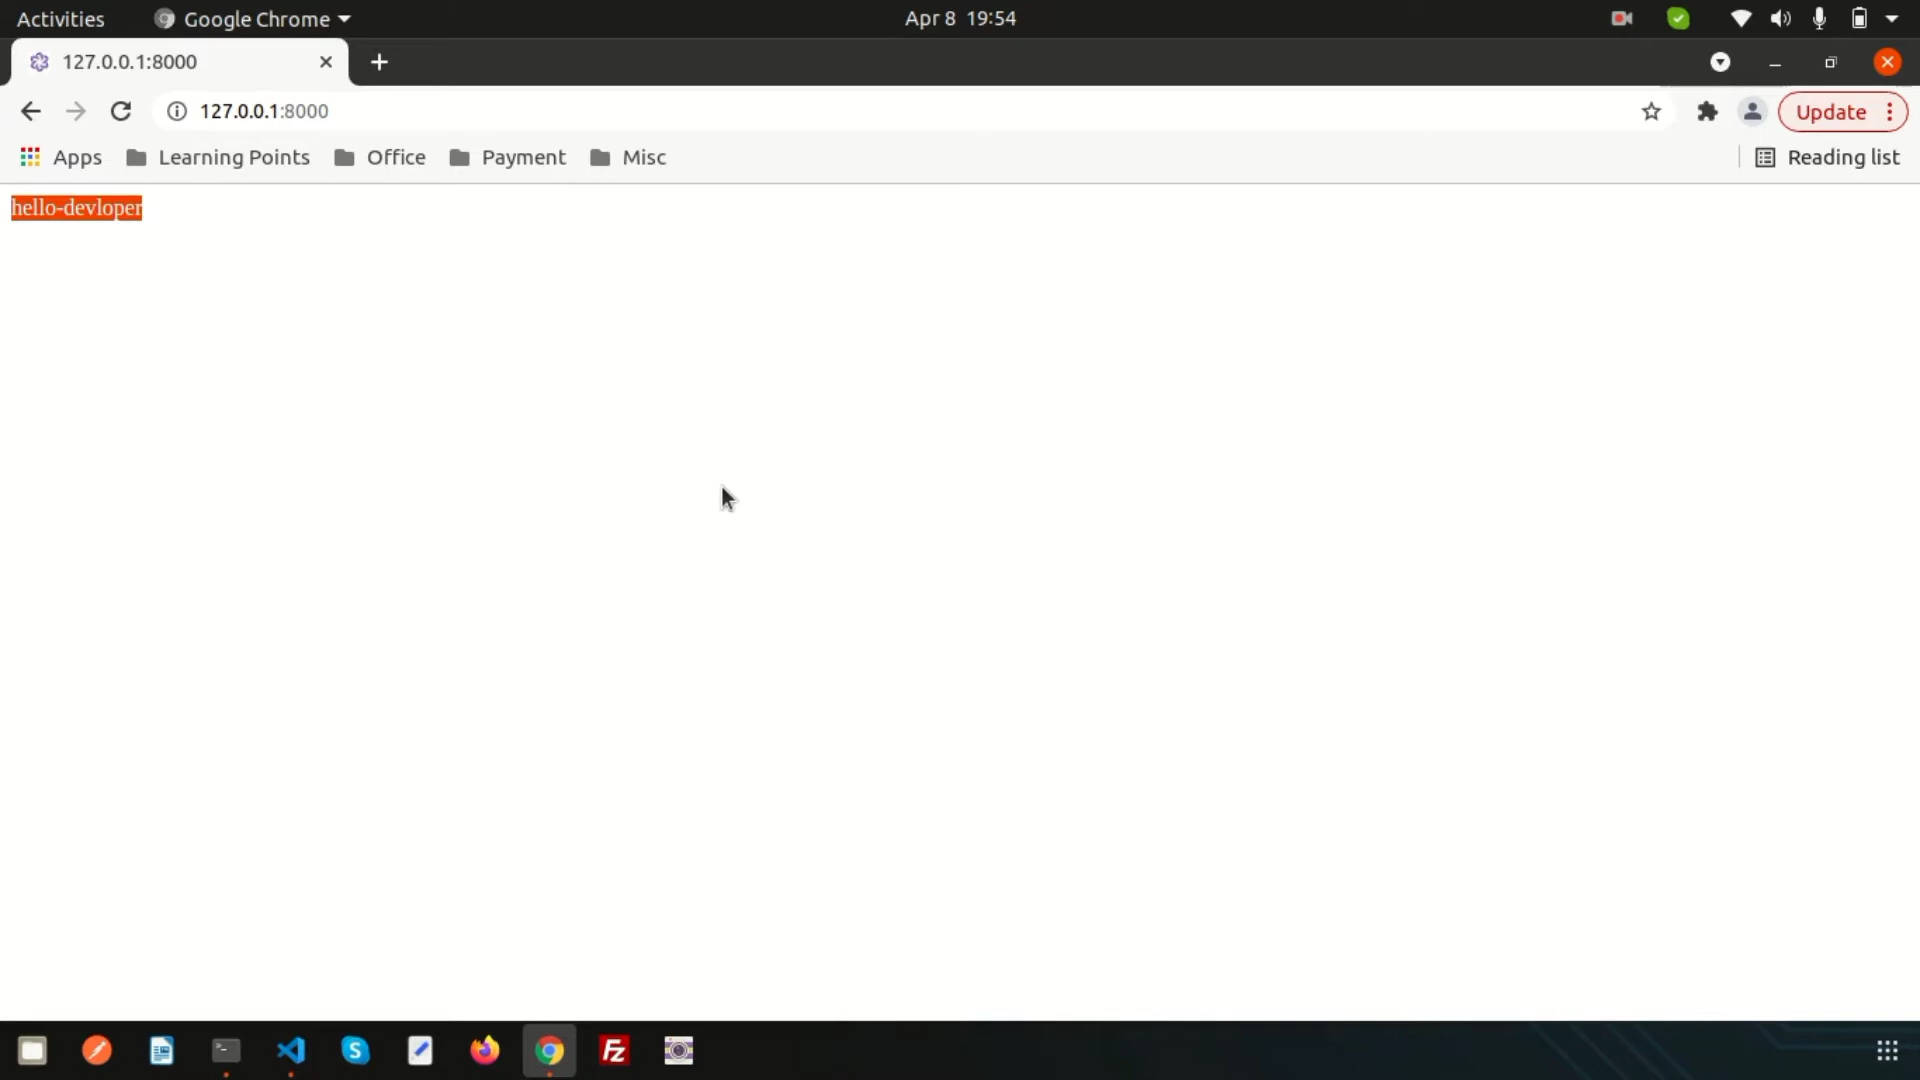 Activities Google Chrome Apr 8 19:54
127.0.0.1:8000
127.0.0.1:8000 Update
Apps Learning Points Office Payment Misc Reading list
hello-devloper